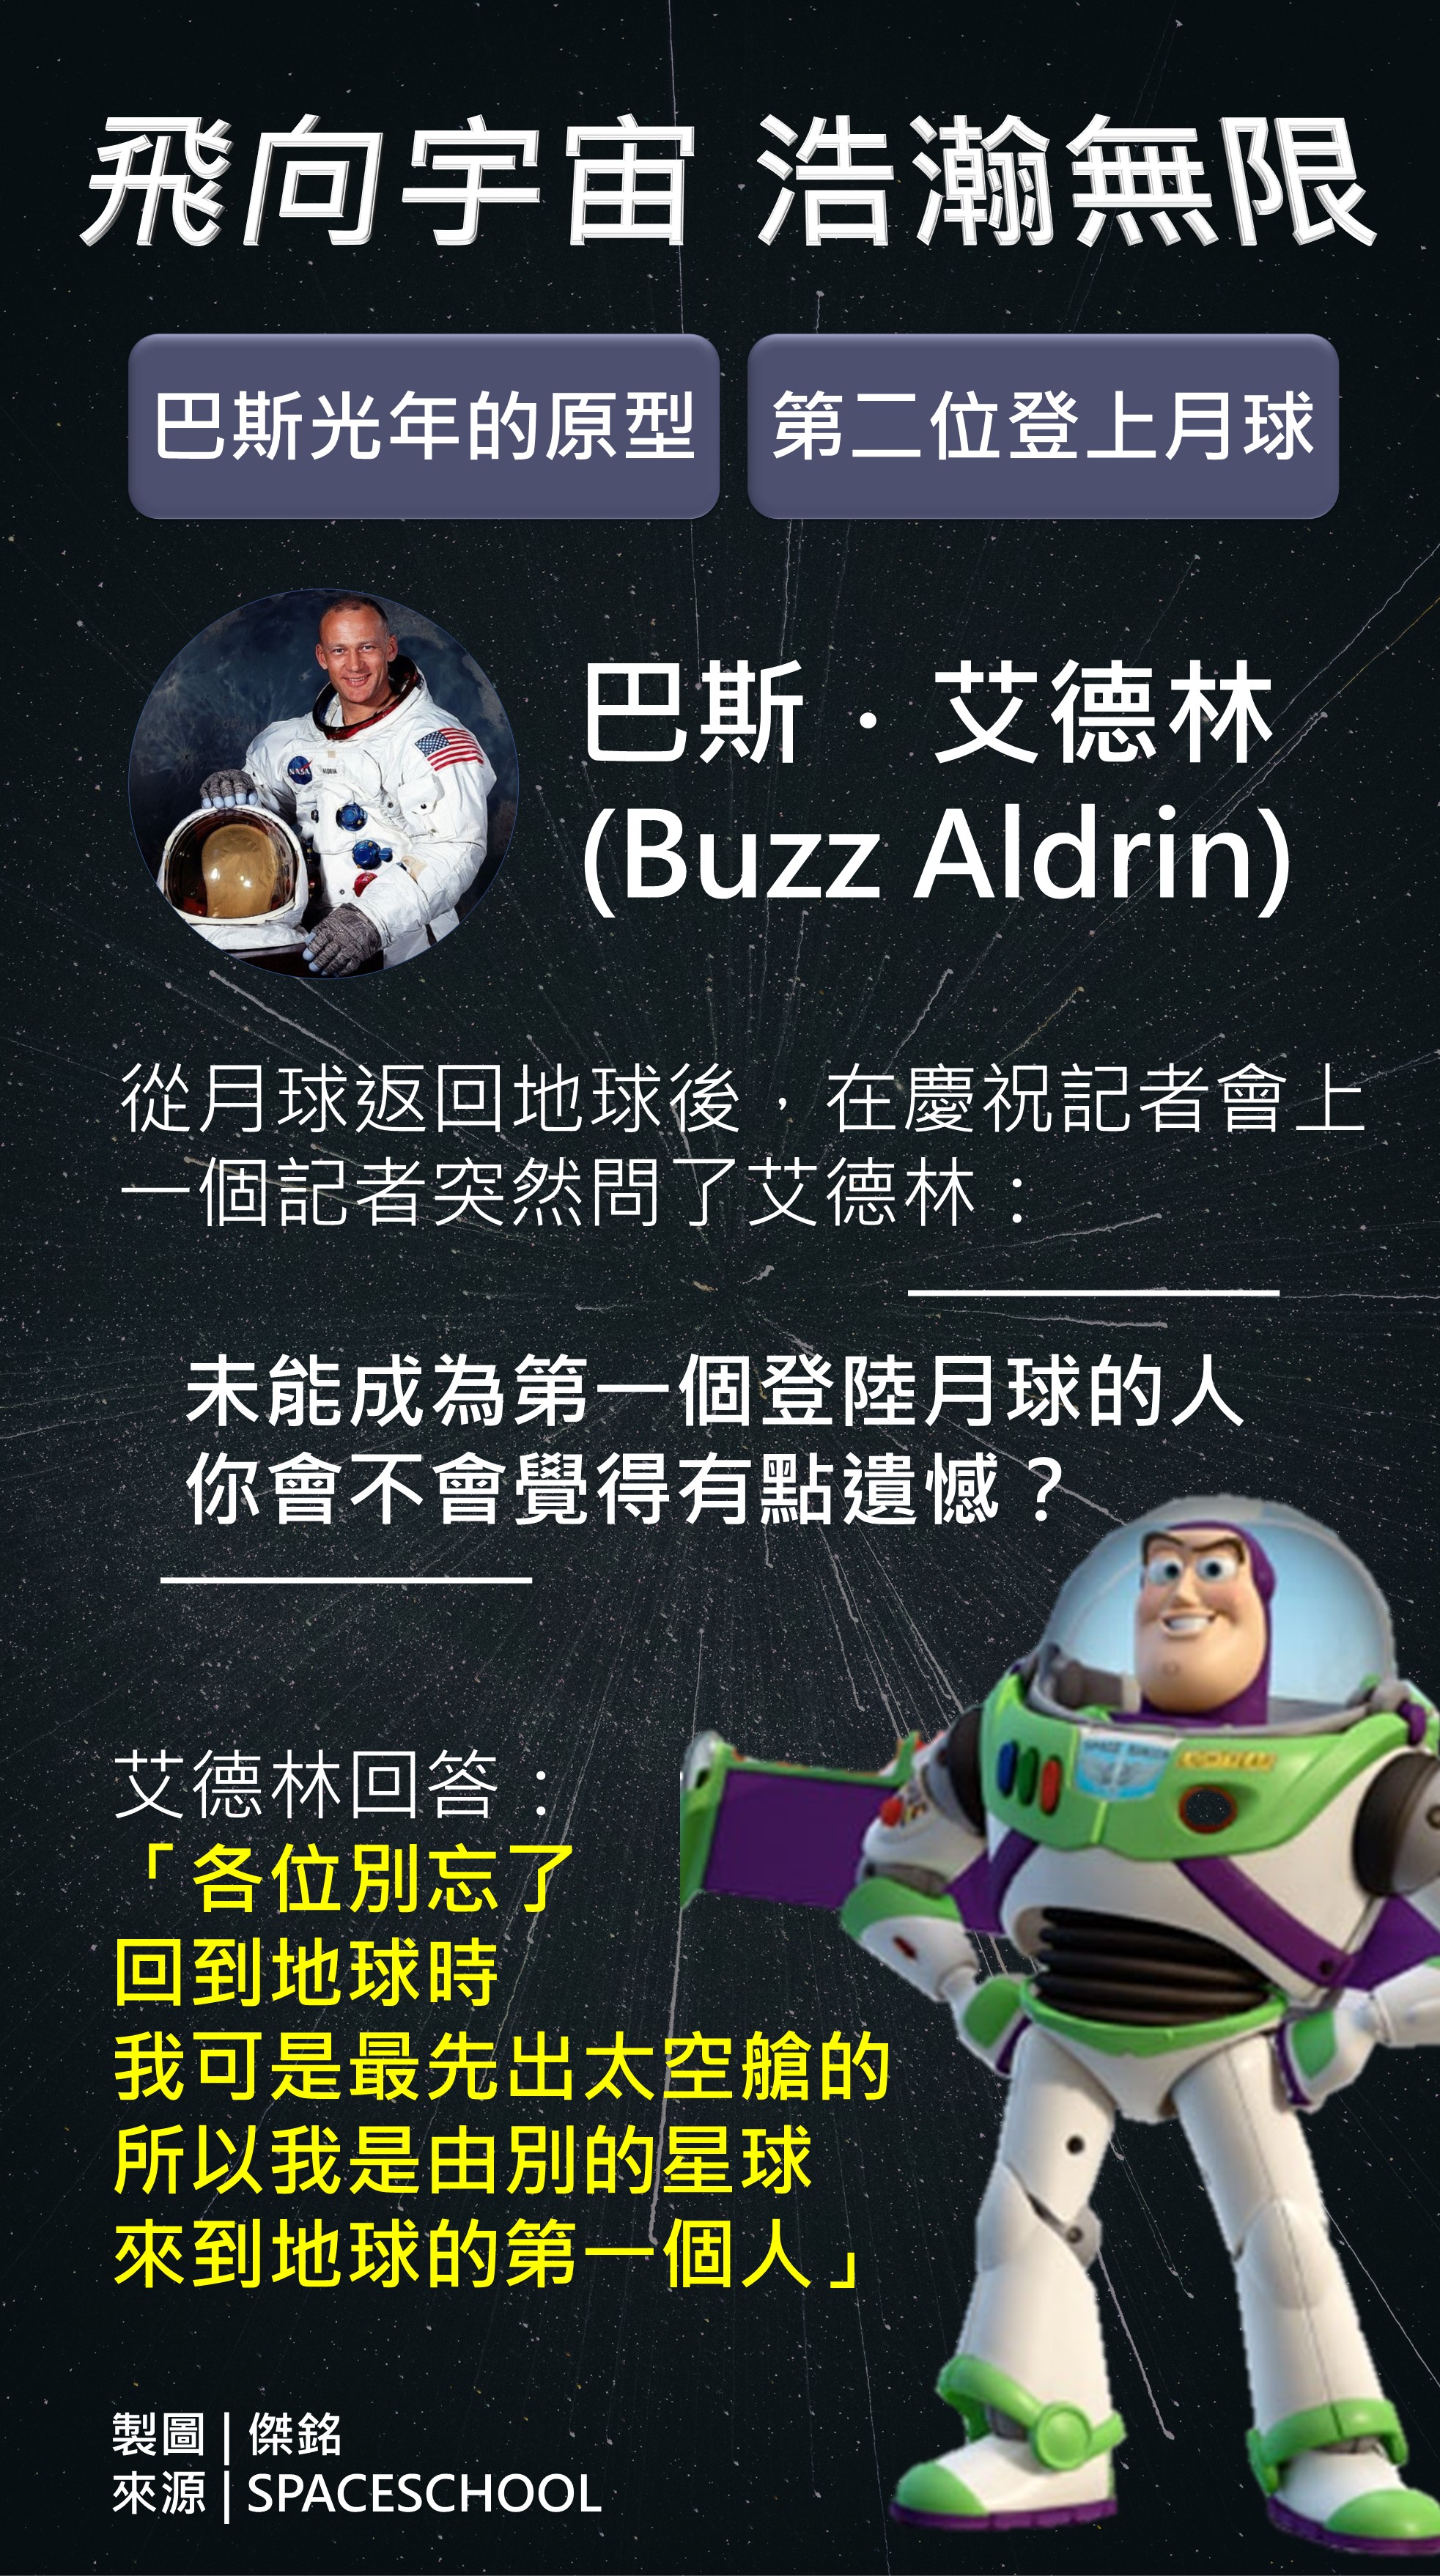 飛向宇宙 浩瀚無限
巴斯光年的原型
第二位登上月球
NASA
巴斯．艾德林
(Buzz Aldrin)
從月球返回地球後，在慶祝記者會上
一個記者突然問了艾德林：
未能成為第一個登陸月球的人
你會不會覺得有點遺憾？
艾德林回答：
「各位別忘了
回到地球時
我可是最先出太空艙的
所以我是由別的星球
來到地球的第一個人」
製圖 | 傑銘
來源 | SPACESCHOOL